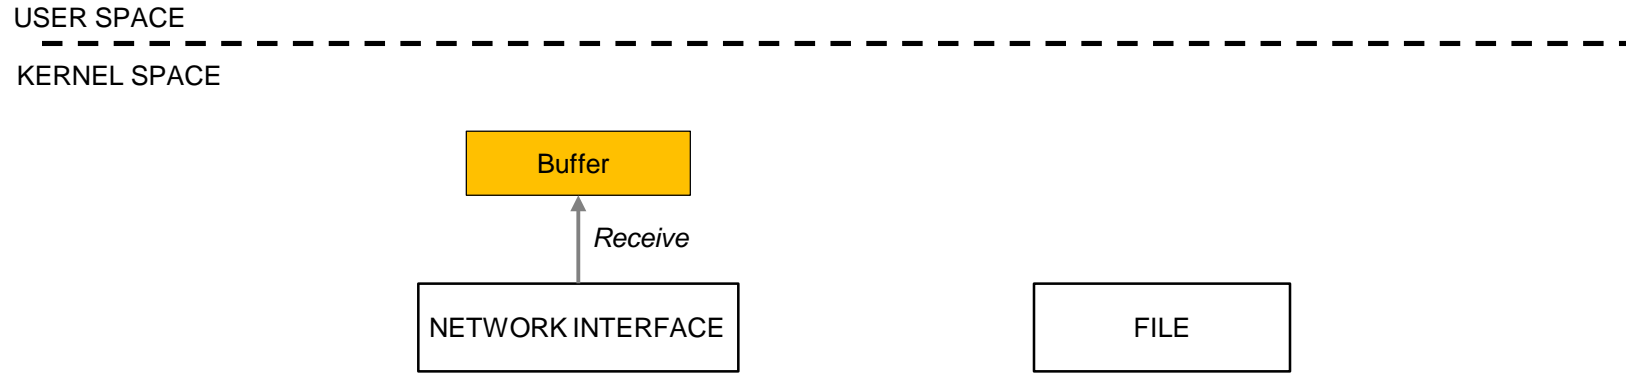 USER SPACE
KERNEL SPACE
Buffer
Receive
NETWORK INTERFACE
FILE